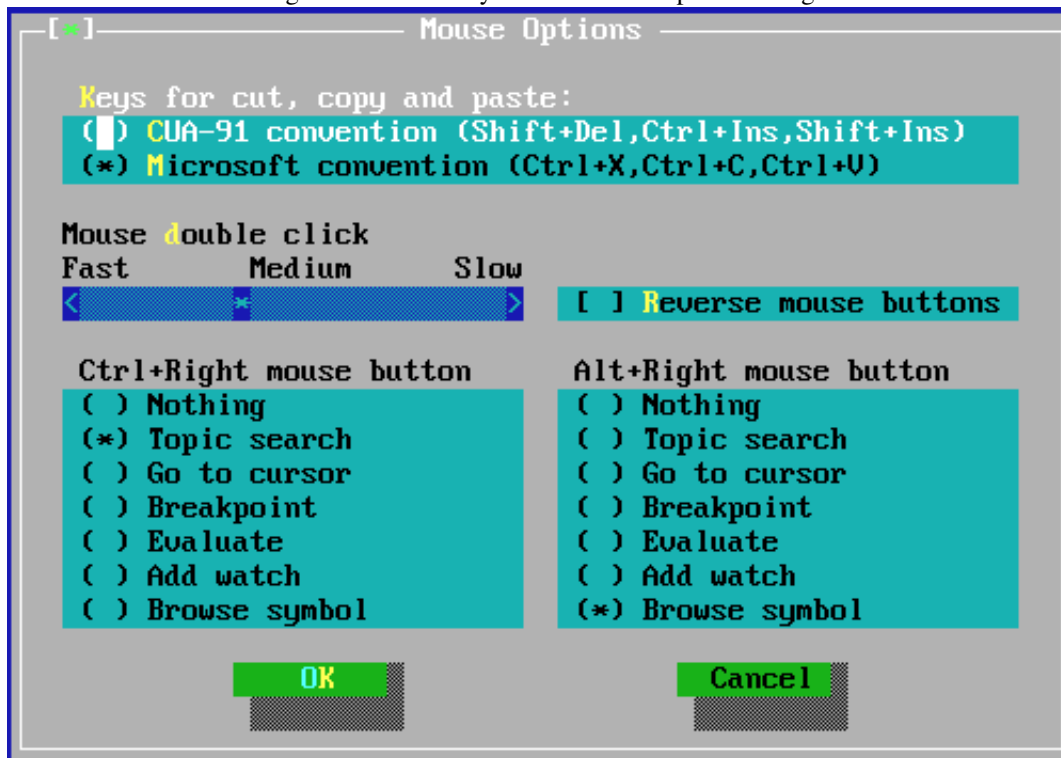 [*] Mouse Options
Keys for cut, copy and paste:
( ) CUA-91 convention (Shift+Del,Ctrl+Ins,Shift+Ins)
(*) Microsoft convention (Ctrl+X,Ctrl+C,Ctrl+V)
Mouse double click
Fast Medium Slow
< * >
[ ] Reverse mouse buttons
Ctrl+Right mouse button
( ) Nothing
(*) Topic search
( ) Go to cursor
( ) Breakpoint
( ) Evaluate
( ) Add watch
( ) Browse symbol
Alt+Right mouse button
( ) Nothing
( ) Topic search
( ) Go to cursor
( ) Breakpoint
( ) Evaluate
( ) Add watch
(*) Browse symbol
OK
Cancel